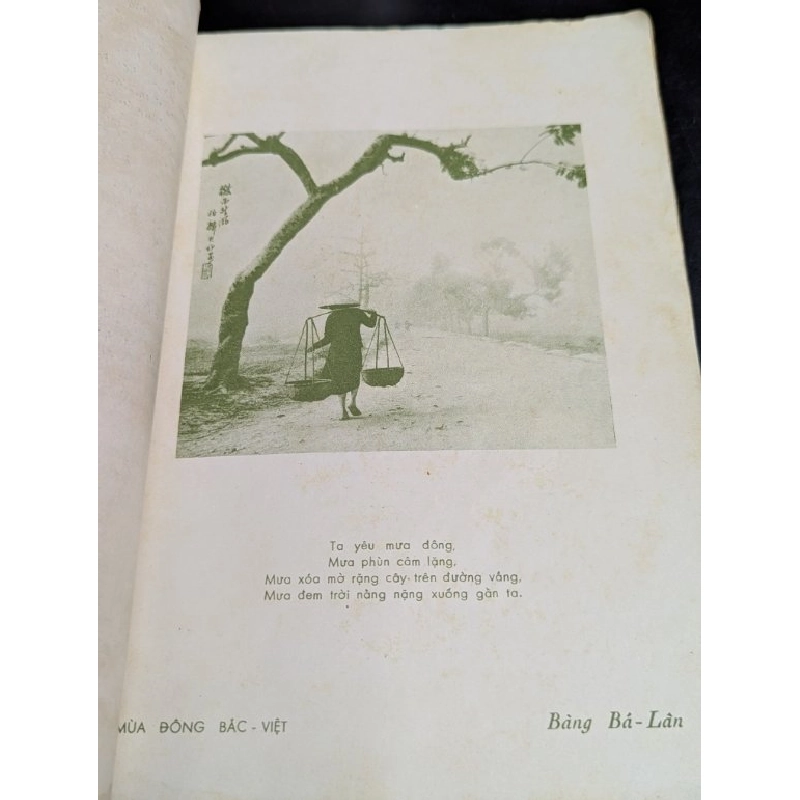 Ta yêu mưa đông,
Mưa phùn câm lặng,
Mưa xóa mờ rặng cây trên đường vắng,
Mưa đem trời nằng nặng xuống gần ta.
MÙA ĐÔNG BẮC - VIỆT
Bàng Bá-Lân